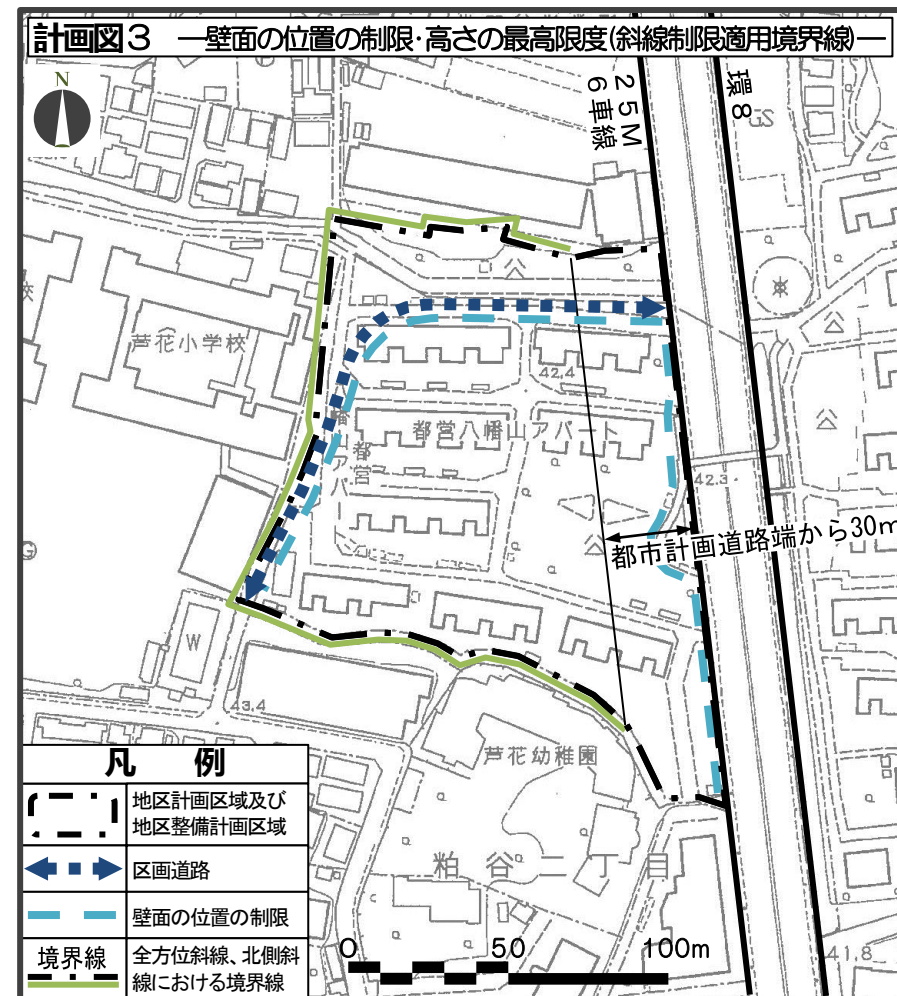 計画図3 ―壁面の位置の制限・高さの最高限度(斜線制限適用境界線)―
N
25M
6車線
環8
GS
芦花小学校
42.4
都営八幡山アパート
42.3
都市計画道路端から30m
W
43.4
芦花幼稚園
粕谷二丁目
凡 例
地区計画区域及び
地区整備計画区域
区画道路
壁面の位置の制限
境界線
全方位斜線、北側斜
線における境界線
0 50 100m
41.8